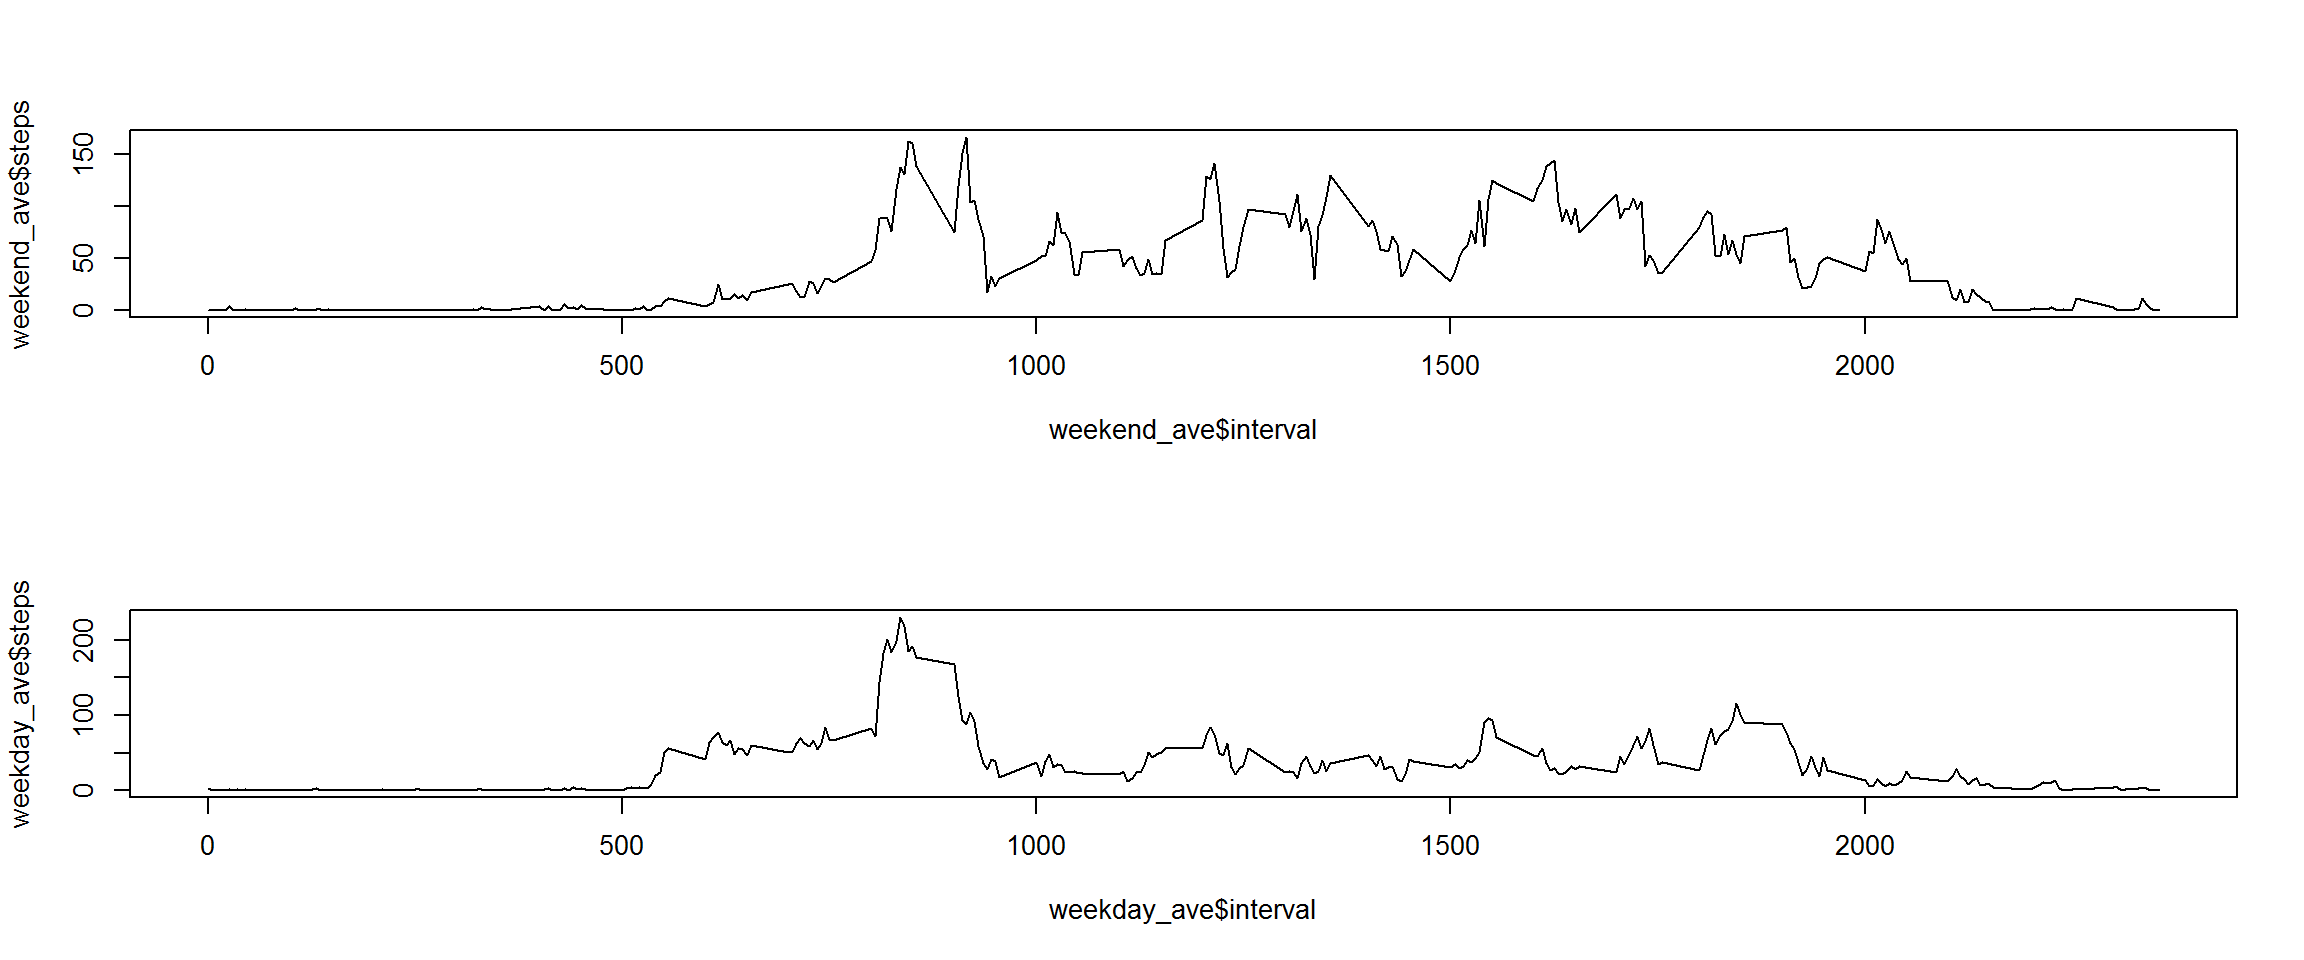 weekend_ave$steps
150
50
0
0 500 1000 1500 2000
weekend_ave$interval
weekday_ave$steps
200
100
0
0 500 1000 1500 2000
weekday_ave$interval